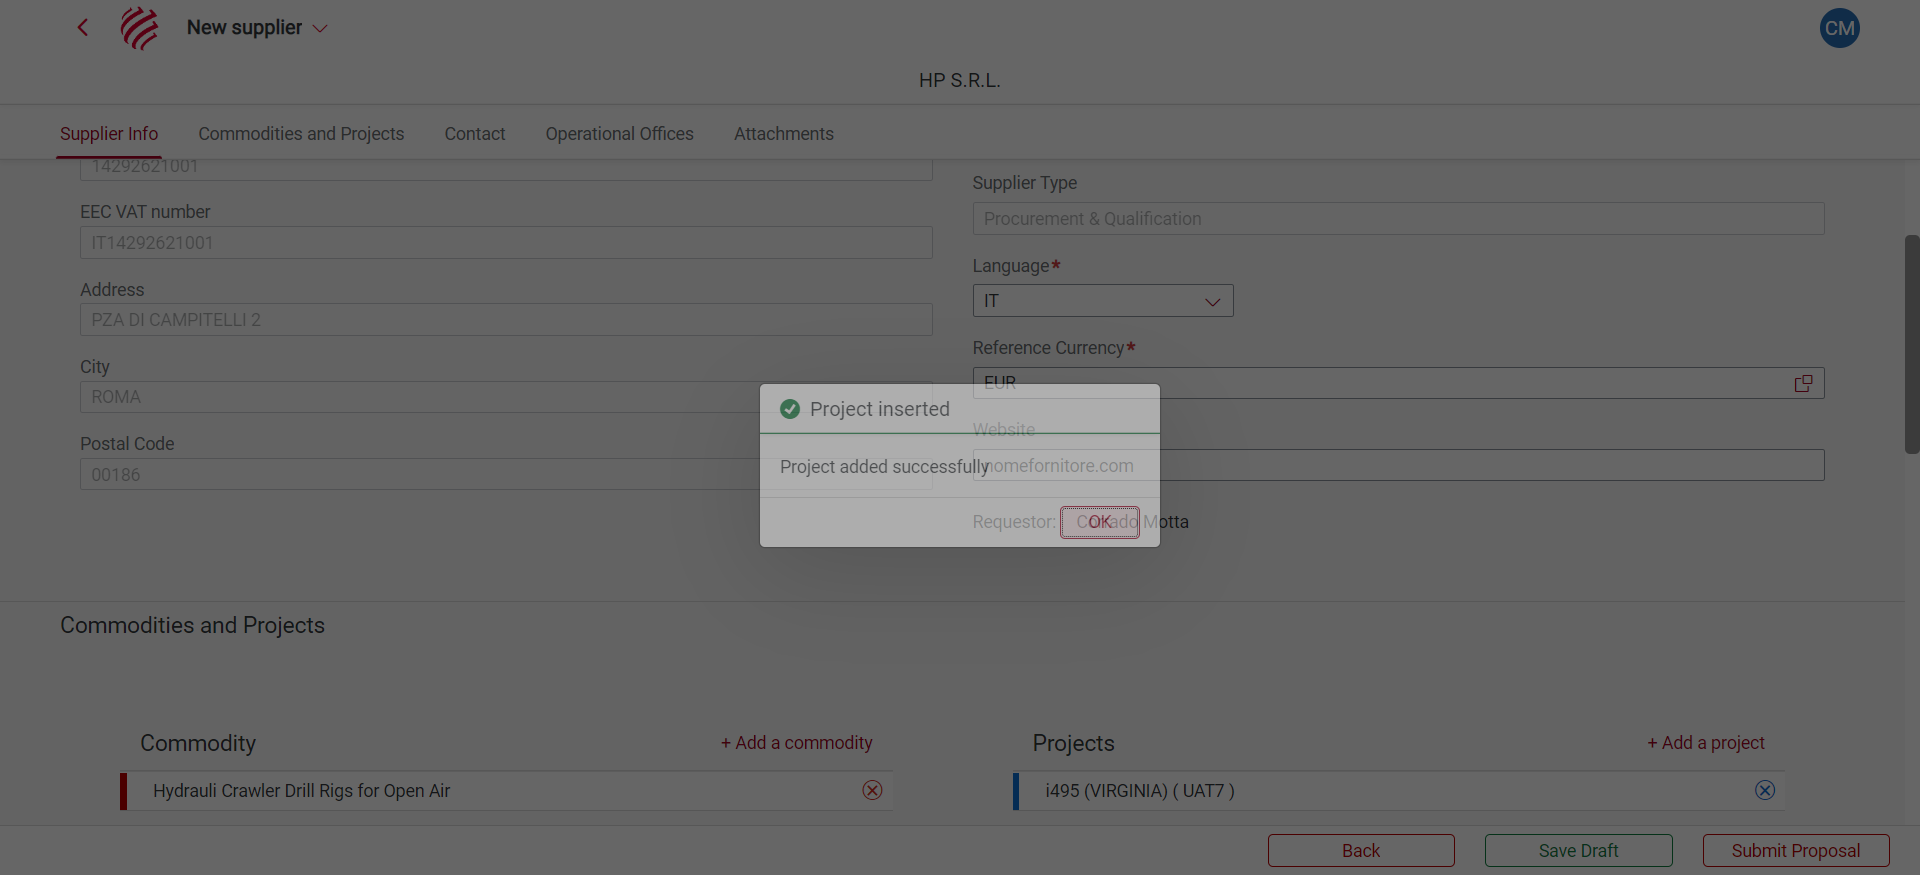 New supplier
CM
HP S.R.L.
Supplier Info
Commodities and Projects
Contact
Operational Offices
Attachments
14292621001
EEC VAT number
IT14292621001
Address
PZA DI CAMPITELLI 2
City
ROMA
Postal Code
00186
Supplier Type
Procurement & Qualification
Language*
IT
Reference Currency*
EUR
Website
nomefornitore.com
Requestor: Corrado Motta
Project inserted
Project added successfully
OK
Commodities and Projects
Commodity
+ Add a commodity
Hydrauli Crawler Drill Rigs for Open Air
Projects
+ Add a project
i495 (VIRGINIA) ( UAT7 )
Back
Save Draft
Submit Proposal